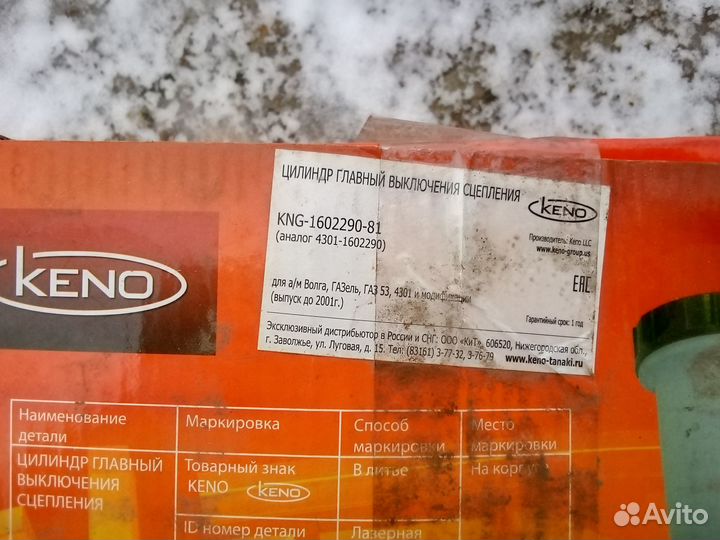 ЦИЛИНДР ГЛАВНЫЙ ВЫКЛЮЧЕНИЯ СЦЕПЛЕНИЯ
KENO
KNG-1602290-81
(аналог 4301-1602290)
Производитель: Keno LLC
www.keno-group.us
для а/м Волга, ГАЗель, ГАЗ 53, 4301 и модификации
(выпуск до 2001г.)
EAC
Гарантийный срок: 1 год
Эксклюзивный дистрибьютор в России и СНГ: ООО «КиТ», 606520, Нижегородская обл.,
г. Заволжье, ул. Луговая, д. 15. Тел: (83161) 3-77-32, 3-76-79
www.keno-tanaki.ru
KENO
Наименование детали
Маркировка
Способ маркировки
Место маркировки
ЦИЛИНДР ГЛАВНЫЙ
ВЫКЛЮЧЕНИЯ
СЦЕПЛЕНИЯ
Товарный знак
KENO KENO
В литье
На корпусе
ID номер детали
Лазерная
Avito